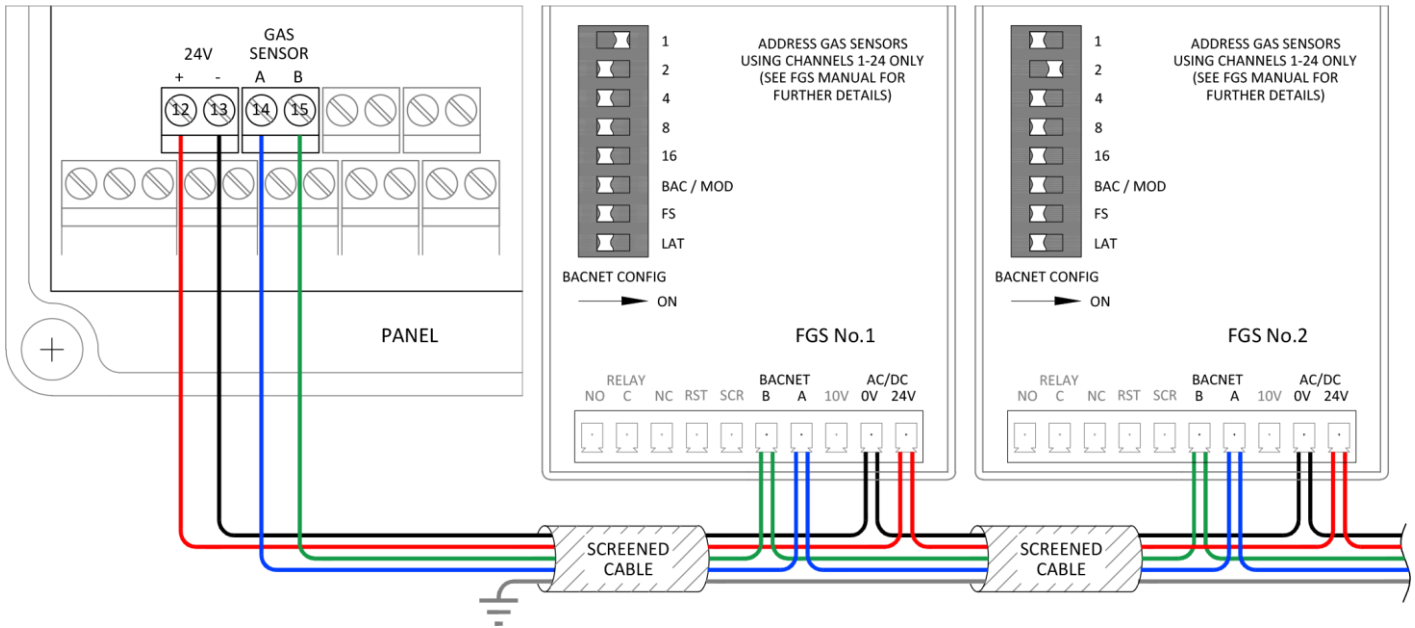 24V
+ -
GAS
SENSOR
A B
12 13 14 15
PANEL
1
2
4
8
16
BAC / MOD
FS
LAT
ADDRESS GAS SENSORS
USING CHANNELS 1-24 ONLY
(SEE FGS MANUAL FOR
FURTHER DETAILS)
BACNET CONFIG
ON
FGS No.1
RELAY BACNET AC/DC
NO C NC RST SCR B A 10V 0V 24V
1
2
4
8
16
BAC / MOD
FS
LAT
ADDRESS GAS SENSORS
USING CHANNELS 1-24 ONLY
(SEE FGS MANUAL FOR
FURTHER DETAILS)
BACNET CONFIG
ON
FGS No.2
RELAY BACNET AC/DC
NO C NC RST SCR B A 10V 0V 24V
SCREENED
CABLE
SCREENED
CABLE